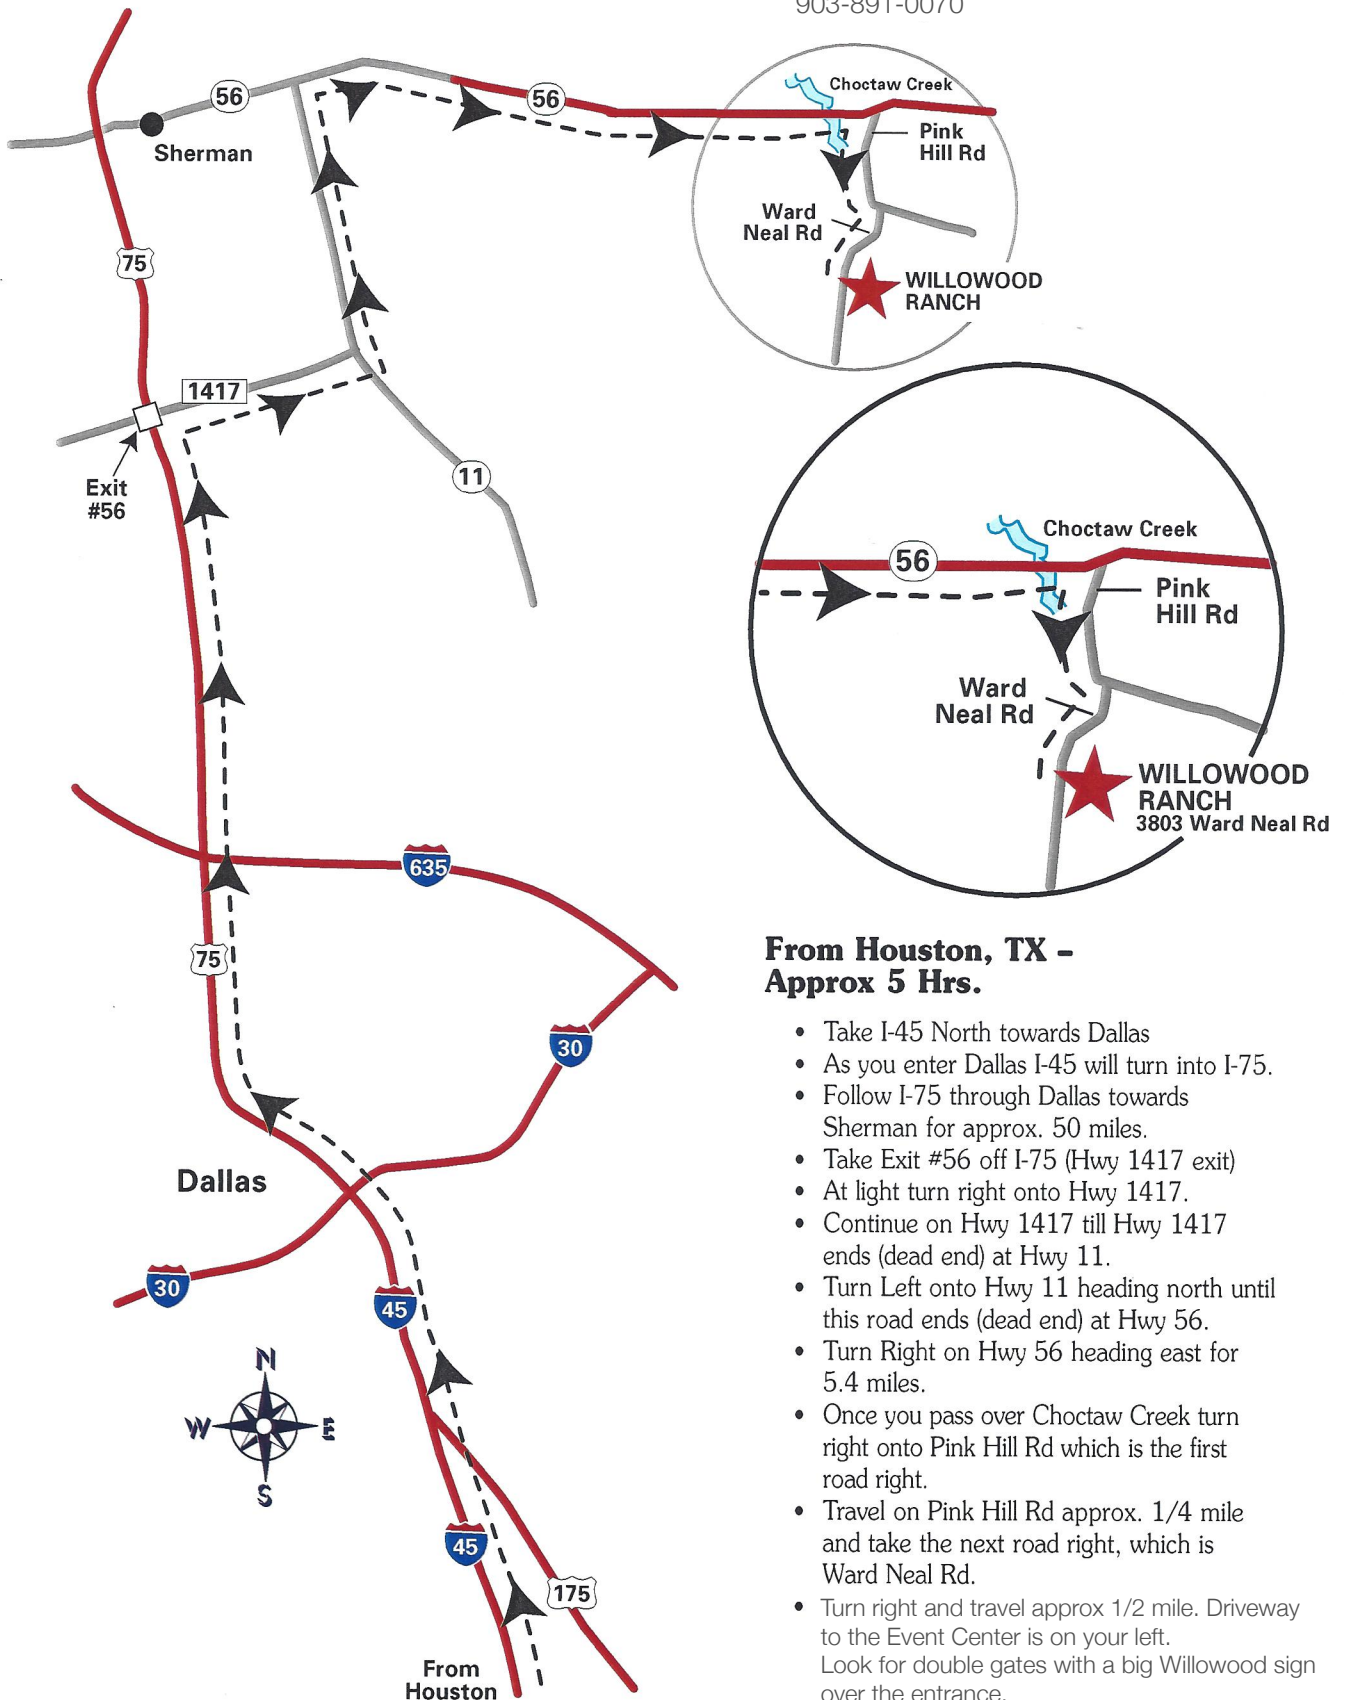 903-891-0070
56
56
Choctaw Creek
Sherman
Pink
Hill Rd
Ward
Neal Rd
75
WILLOWOOD
RANCH
1417
Exit
#56
11
Choctaw Creek
56
Pink
Hill Rd
Ward
Neal Rd
WILLOWOOD
RANCH
3803 Ward Neal Rd
635
75
30
Dallas
30
45
N
W E
S
45
175
From
Houston
From Houston, TX –
Approx 5 Hrs.
• Take I-45 North towards Dallas
• As you enter Dallas I-45 will turn into I-75.
• Follow I-75 through Dallas towards
Sherman for approx. 50 miles.
• Take Exit #56 off I-75 (Hwy 1417 exit)
• At light turn right onto Hwy 1417.
• Continue on Hwy 1417 till Hwy 1417
ends (dead end) at Hwy 11.
• Turn Left onto Hwy 11 heading north until
this road ends (dead end) at Hwy 56.
• Turn Right on Hwy 56 heading east for
5.4 miles.
• Once you pass over Choctaw Creek turn
right onto Pink Hill Rd which is the first
road right.
• Travel on Pink Hill Rd approx. 1/4 mile
and take the next road right, which is
Ward Neal Rd.
• Turn right and travel approx 1/2 mile. Driveway
to the Event Center is on your left.
Look for double gates with a big Willowood sign
over the entrance.